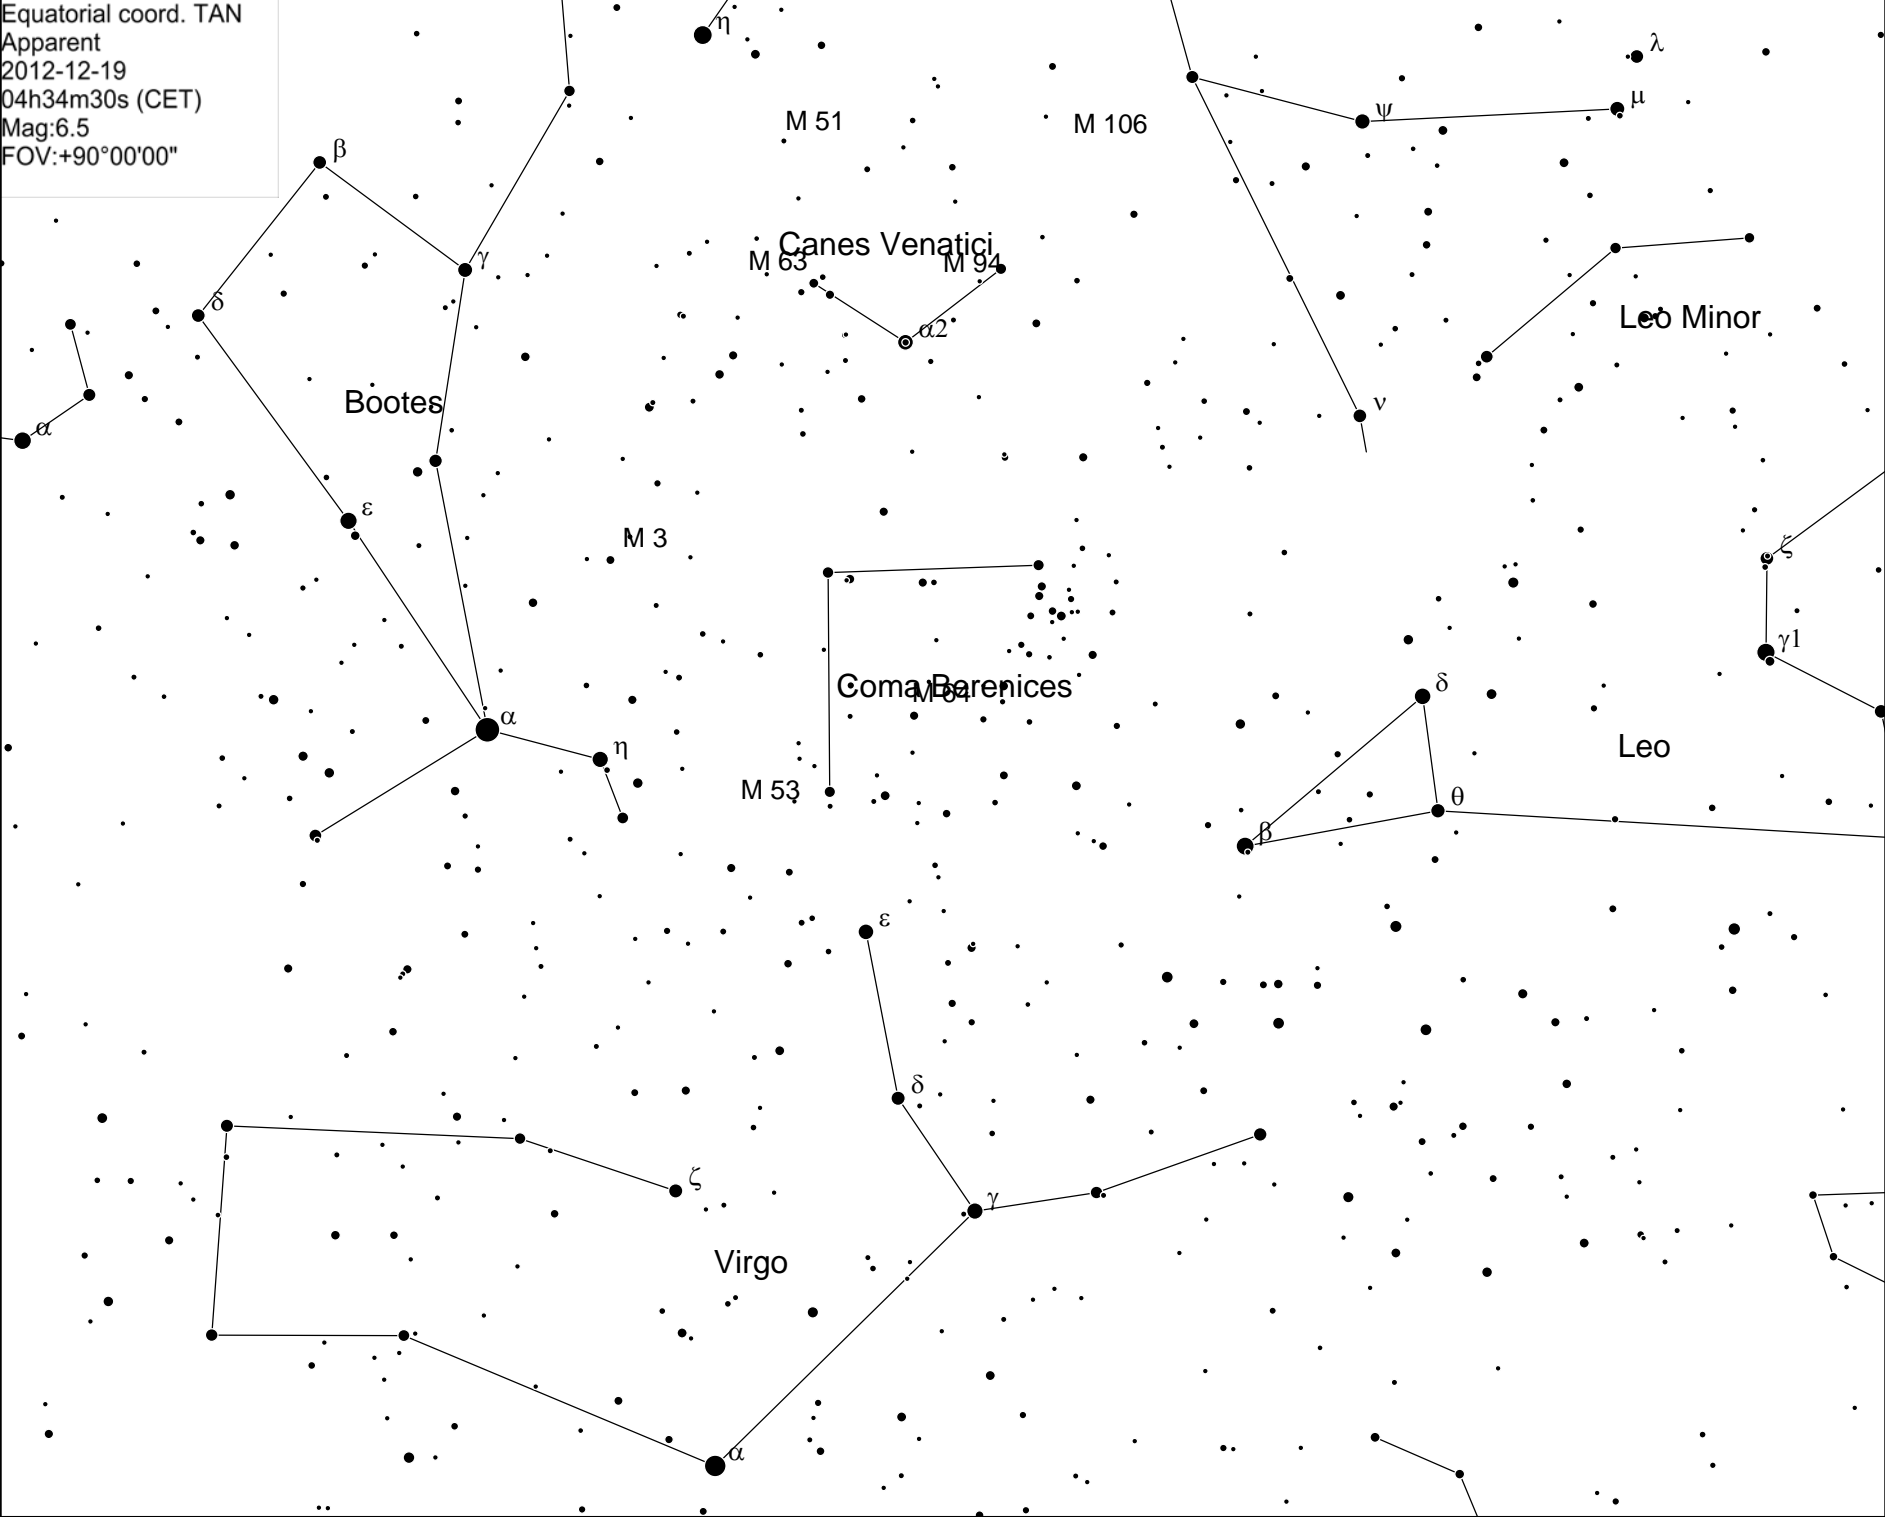 Equatorial coord. TAN
Apparent
2012-12-19
04h34m30s (CET)
Mag:6.5
FOV:+90°00'00"
η
λ
μ
ψ
M 51
M 106
β
Canes Venatici
M 63
M 94
γ
δ
α2
Leo Minor
Bootes
ν
α
ε
M 3
ζ
γ1
Coma Berenices
M 64
δ
α
η
Leo
M 53
θ
β
ε
δ
ζ
γ
Virgo
α